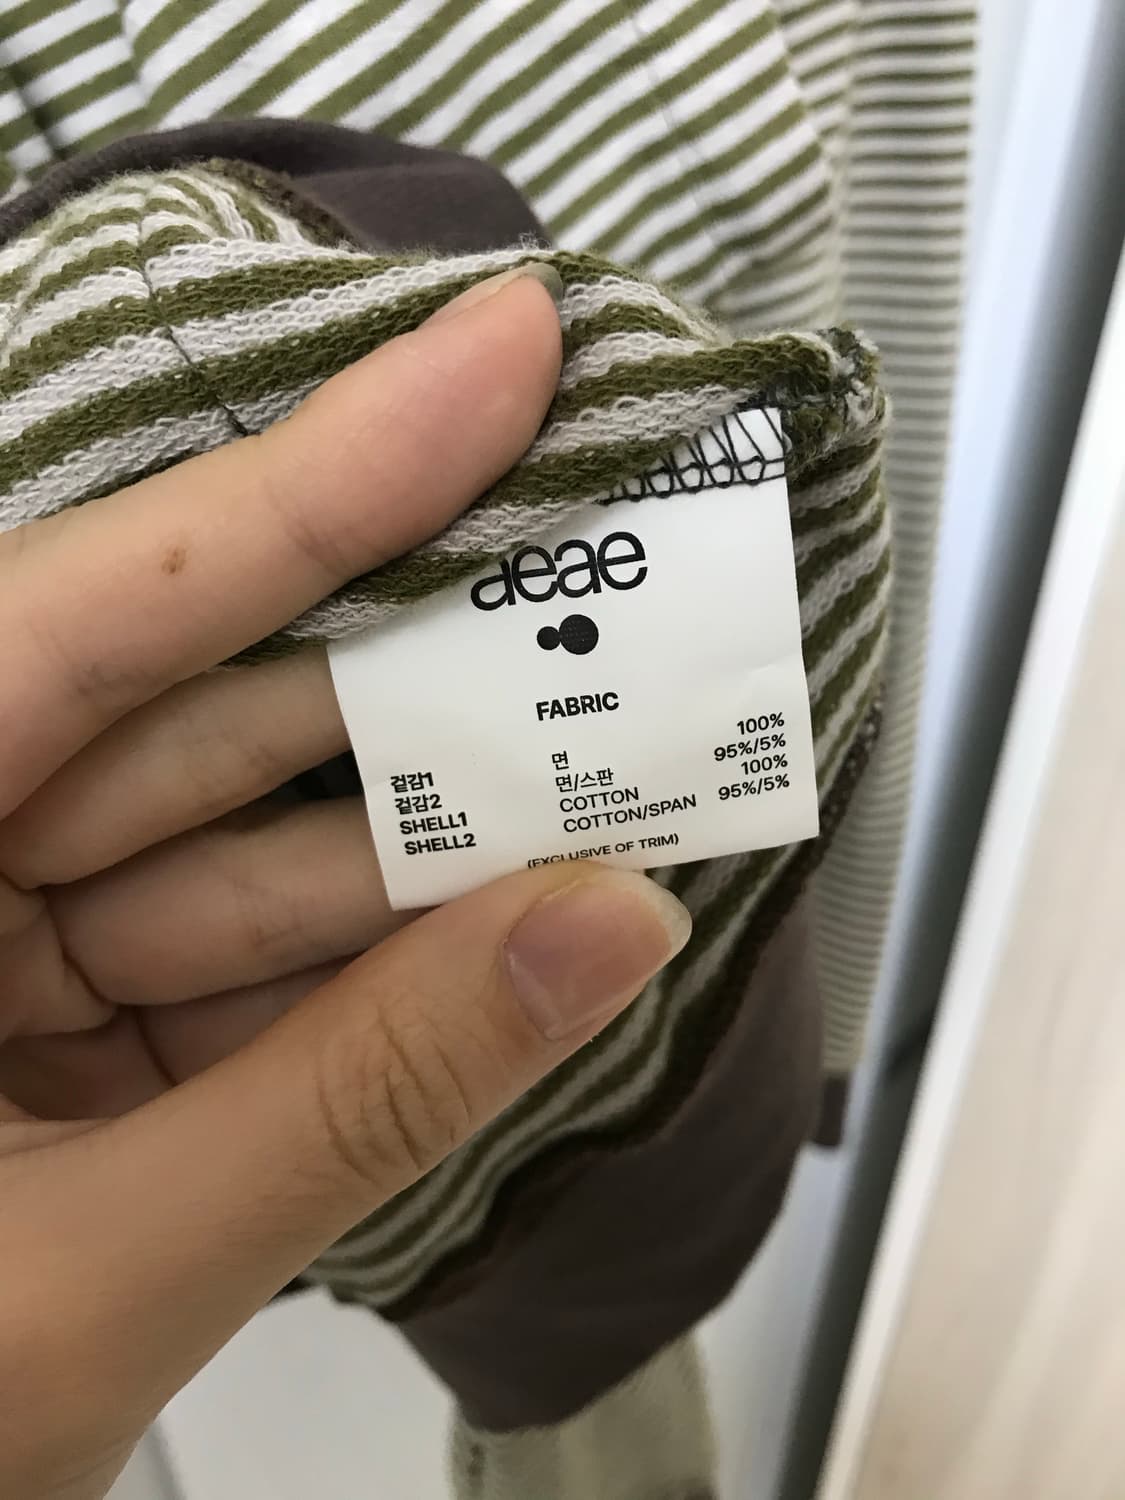 aeae
FABRIC
겉감1 면 100%
겉감2 면/스판 95%/5%
SHELL1 COTTON 100%
SHELL2 COTTON/SPAN 95%/5%
(EXCLUSIVE OF TRIM)